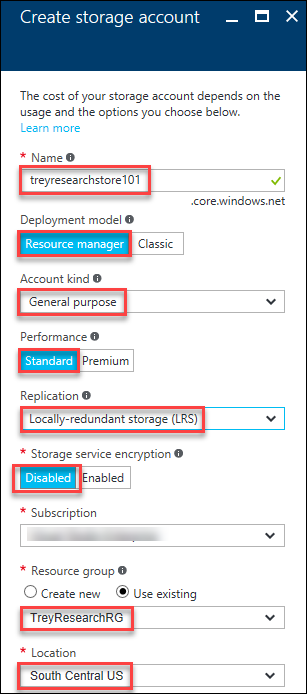 Create storage account
The cost of your storage account depends on the
usage and the options you choose below.
Learn more
* Name
treyresearchstore101
.core.windows.net
Deployment model
Resource manager Classic
Account kind
General purpose
Performance
Standard Premium
Replication
Locally-redundant storage (LRS)
* Storage service encryption
Disabled Enabled
* Subscription
* Resource group
Create new Use existing
TreyResearchRG
* Location
South Central US